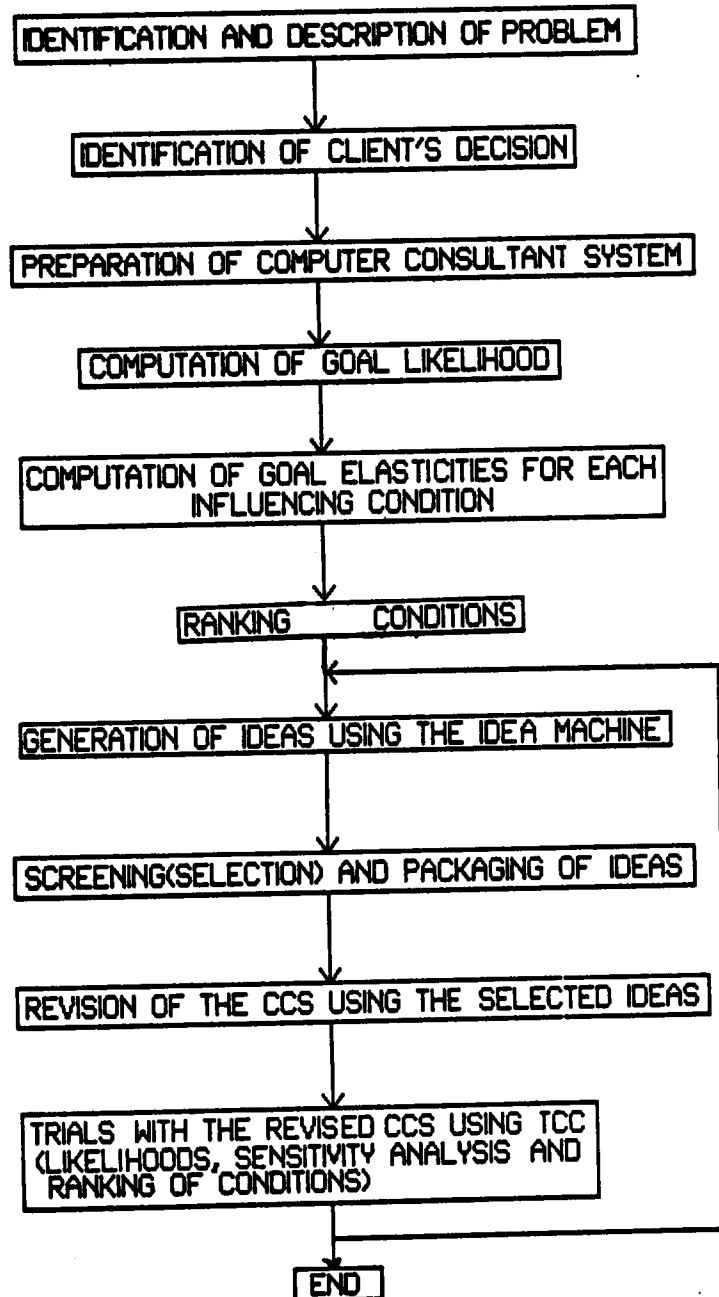 IDENTIFICATION AND DESCRIPTION OF PROBLEM
IDENTIFICATION OF CLIENT'S DECISION
PREPARATION OF COMPUTER CONSULTANT SYSTEM
COMPUTATION OF GOAL LIKELIHOOD
COMPUTATION OF GOAL ELASTICITIES FOR EACH
INFLUENCING CONDITION
RANKING CONDITIONS
GENERATION OF IDEAS USING THE IDEA MACHINE
SCREENING(SELECTION) AND PACKAGING OF IDEAS
REVISION OF THE CCS USING THE SELECTED IDEAS
TRIALS WITH THE REVISED CCS USING TCC
(LIKELIHOODS, SENSITIVITY ANALYSIS AND
RANKING OF CONDITIONS)
END